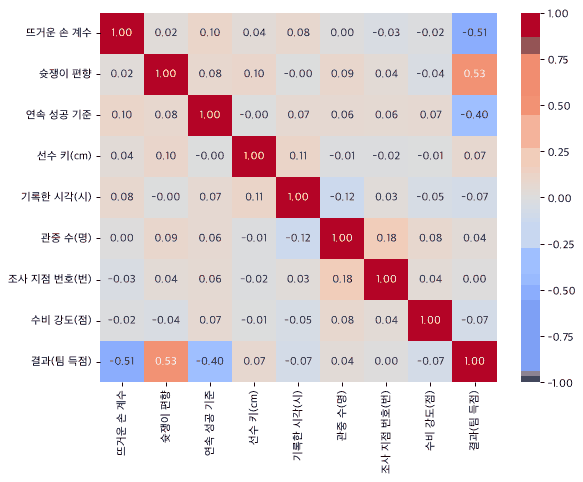 뜨거운 손 계수 1.00 0.02 0.10 0.04 0.08 0.00 -0.03 -0.02 -0.51
슛쟁이 편향 0.02 1.00 0.08 0.10 -0.00 0.09 0.04 -0.04 0.53
연속 성공 기준 0.10 0.08 1.00 -0.00 0.07 0.06 0.06 0.07 -0.40
선수 키(cm) 0.04 0.10 -0.00 1.00 0.11 -0.01 -0.02 -0.01 0.07
기록한 시각(시) 0.08 -0.00 0.07 0.11 1.00 -0.12 0.03 -0.05 -0.07
관중 수(명) 0.00 0.09 0.06 -0.01 -0.12 1.00 0.18 0.08 0.04
조사 지점 번호(번) -0.03 0.04 0.06 -0.02 0.03 0.18 1.00 0.04 0.00
수비 강도(점) -0.02 -0.04 0.07 -0.01 -0.05 0.08 0.04 1.00 -0.07
결과(팀 득점) -0.51 0.53 -0.40 0.07 -0.07 0.04 0.00 -0.07 1.00
뜨거운 손 계수
슛쟁이 편향
연속 성공 기준
선수 키(cm)
기록한 시각(시)
관중 수(명)
조사 지점 번호(번)
수비 강도(점)
결과(팀 득점)
1.00
0.75
0.50
0.25
0.00
-0.25
-0.50
-0.75
-1.00